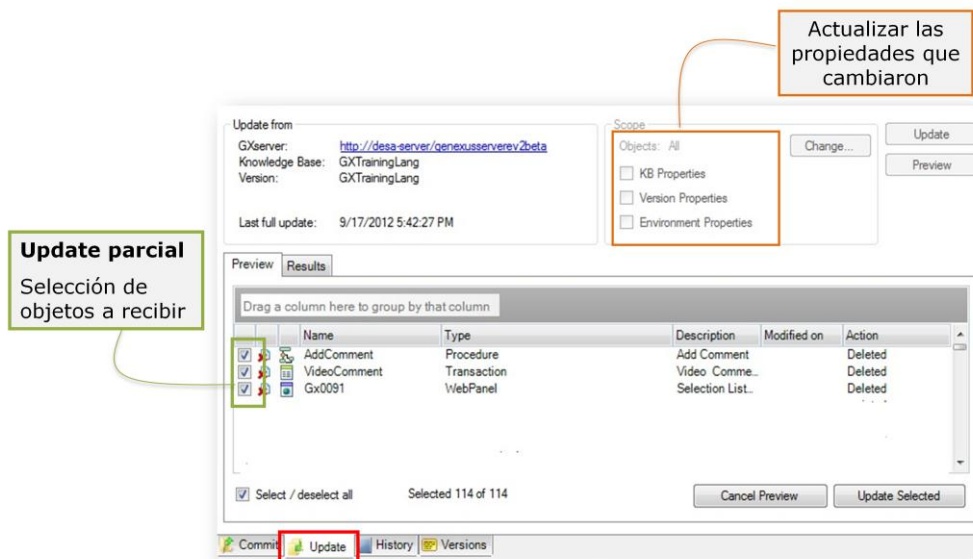 Actualizar las
propiedades que
cambiaron
Update from
GXserver: http://desa-server/genexusserverev2beta
Knowledge Base: GXTrainingLang
Version: GXTrainingLang
Last full update: 9/17/2012 5:42:27 PM
Scope
Objects: All
Change...
KB Properties
Version Properties
Environment Properties
Update
Preview
Update parcial
Selección de
objetos a recibir
Preview Results
Drag a column here to group by that column
Name Type Description Modified on Action
AddComment Procedure Add Comment Deleted
VideoComment Transaction Video Comme... Deleted
Gx0091 WebPanel Selection List... Deleted
Select / deselect all Selected 114 of 114 Cancel Preview Update Selected
Commit Update History Versions